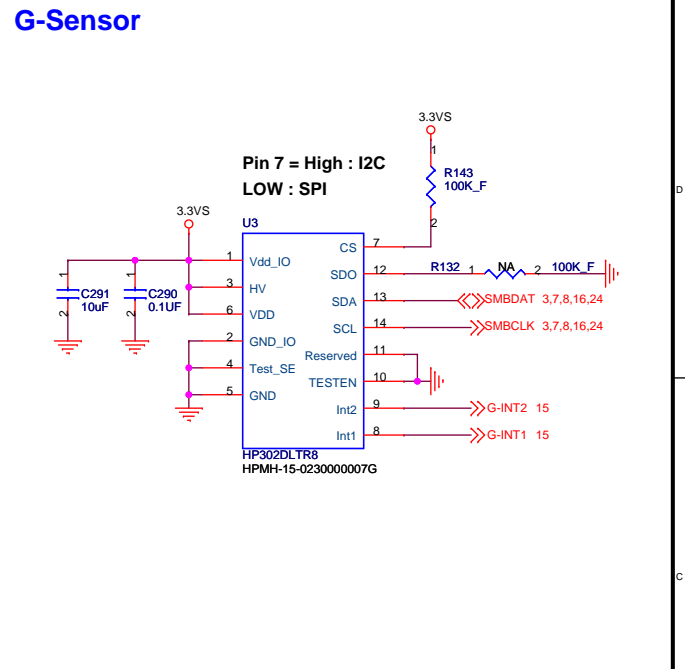 G-Sensor
3.3VS
1
R143
100K_F
2
D
Pin 7 = High : I2C
LOW : SPI
3.3VS
U3
1
Vdd_IO
3
HV
6
VDD
2
GND_IO
4
Test_SE
5
GND
CS
7
SDO
12
R132
1
NA
2
100K_F
SDA
13
SMBDAT 3,7,8,16,24
SCL
14
SMBCLK 3,7,8,16,24
Reserved
11
TESTEN
10
Int2
9
G-INT2 15
Int1
8
G-INT1 15
1
C291
10uF
2
1
C290
0.1UF
2
HP302DLTR8
HPMH-15-0230000007G
C